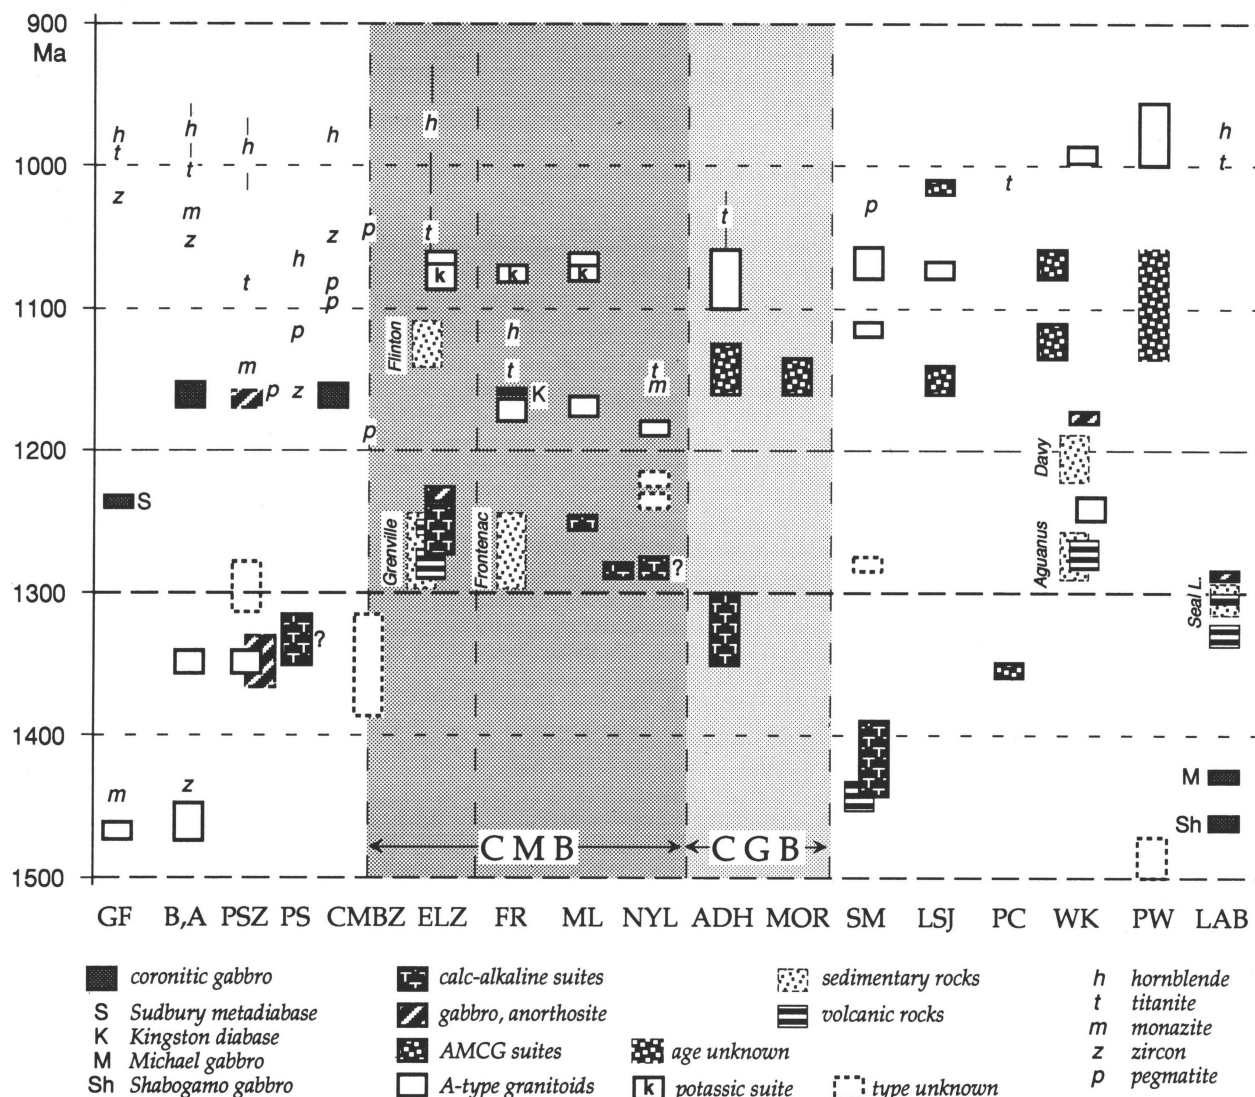 900
Ma
h
h
h
h
h
h
h
t
t
1000
t
t
z
p
m
t
z
p
z
t
h
k
k
k
p
t
p
1100
Flinton
h
p
m
t
t
m
p
z
K
p
1200
Davy
S
Grenville
Frontenac
Aguanus
?
Seal L.
1300
?
1400
M
z
m
Sh
CMB
CGB
1500
GF B,A PSZ PS CMBZ ELZ FR ML NYL ADH MOR SM LSJ PC WK PW LAB
coronitic gabbro
S Sudbury metadiabase
K Kingston diabase
M Michael gabbro
Sh Shabogamo gabbro
calc-alkaline suites
gabbro, anorthosite
AMCG suites
A-type granitoids
age unknown
k potassic suite
sedimentary rocks
volcanic rocks
type unknown
h hornblende
t titanite
m monazite
z zircon
p pegmatite